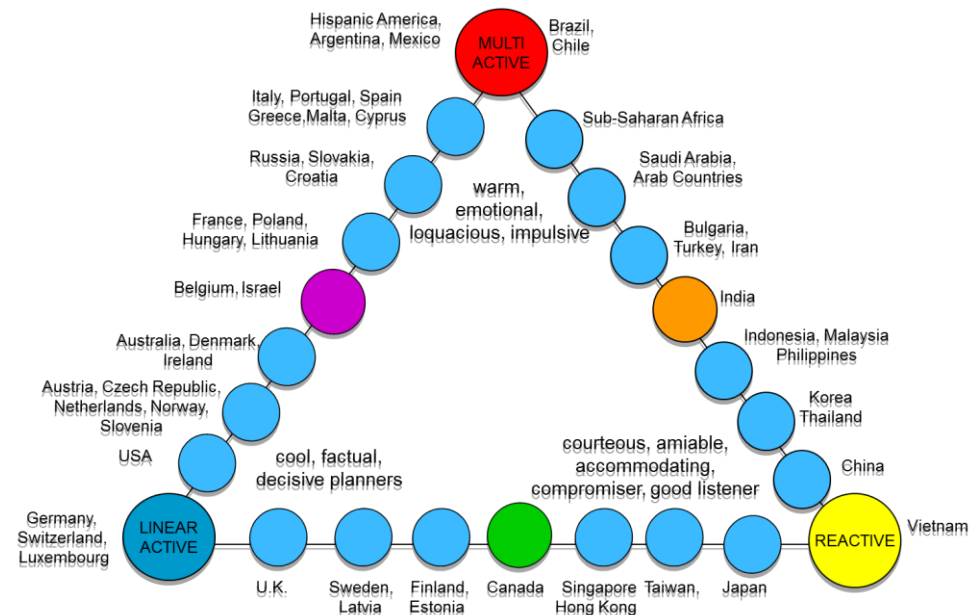 Hispanic America,
Argentina, Mexico
MULTI
ACTIVE
Brazil,
Chile
Italy, Portugal, Spain
Greece,Malta, Cyprus
Sub-Saharan Africa
Russia, Slovakia,
Croatia
Saudi Arabia,
Arab Countries
warm,
emotional,
loquacious, impulsive
France, Poland,
Hungary, Lithuania
Bulgaria,
Turkey, Iran
Belgium, Israel
India
Australia, Denmark,
Ireland
Indonesia, Malaysia
Philippines
Austria, Czech Republic,
Netherlands, Norway,
Slovenia
Korea
Thailand
USA
cool, factual,
decisive planners
courteous, amiable,
accommodating,
compromiser, good listener
China
Germany,
Switzerland,
Luxembourg
LINEAR
ACTIVE
REACTIVE
Vietnam
U.K.
Sweden,
Latvia
Finland,
Estonia
Canada
Singapore
Hong Kong
Taiwan,
Japan